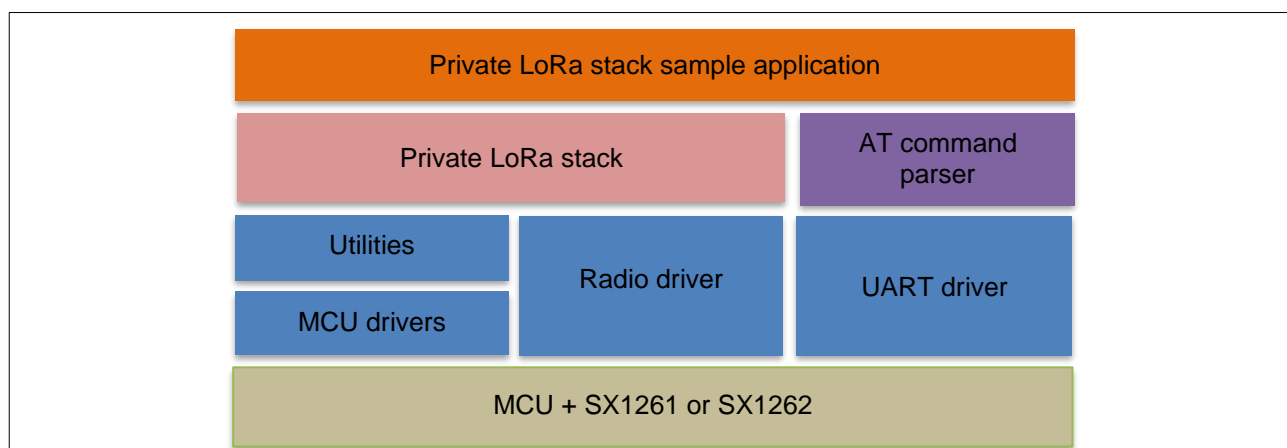 Private LoRa stack sample application
Private LoRa stack
AT command
parser
Utilities
Radio driver
UART driver
MCU drivers
MCU + SX1261 or SX1262